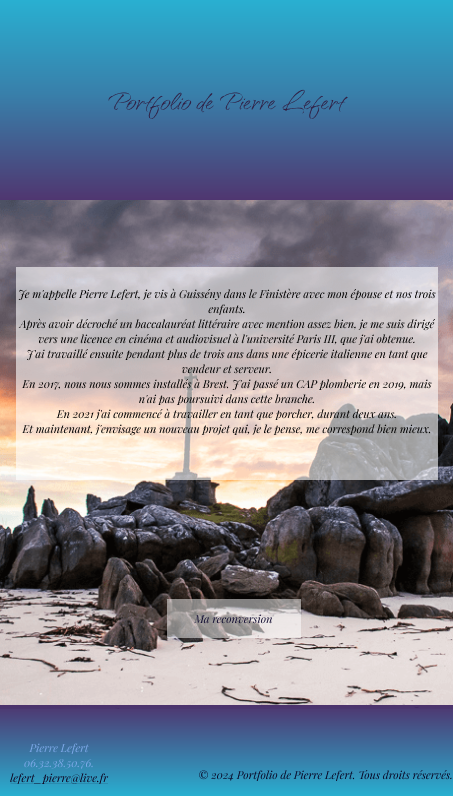 Portfolio de Pierre Lefert
Je m'appelle Pierre Lefert, je vis à Guissény dans le Finistère avec mon épouse et nos trois
enfants.
Après avoir décroché un baccalauréat littéraire avec mention assez bien, je me suis dirigé
vers une licence en cinéma et audiovisuel à l'université Paris III, que j'ai obtenue.
J'ai travaillé ensuite pendant plus de trois ans dans une épicerie italienne en tant que
vendeur et serveur.
En 2017, nous nous sommes installés à Brest. J'ai passé un CAP plomberie en 2019, mais
n'ai pas poursuivi dans cette branche.
En 2021 j'ai commencé à travailler en tant que porcher, durant deux ans.
Et maintenant, j'envisage un nouveau projet qui, je le pense, me correspond bien mieux.
Ma reconversion
Pierre Lefert
06.32.38.50.76.
lefert_pierre@live.fr
© 2024 Portfolio de Pierre Lefert. Tous droits réservés.